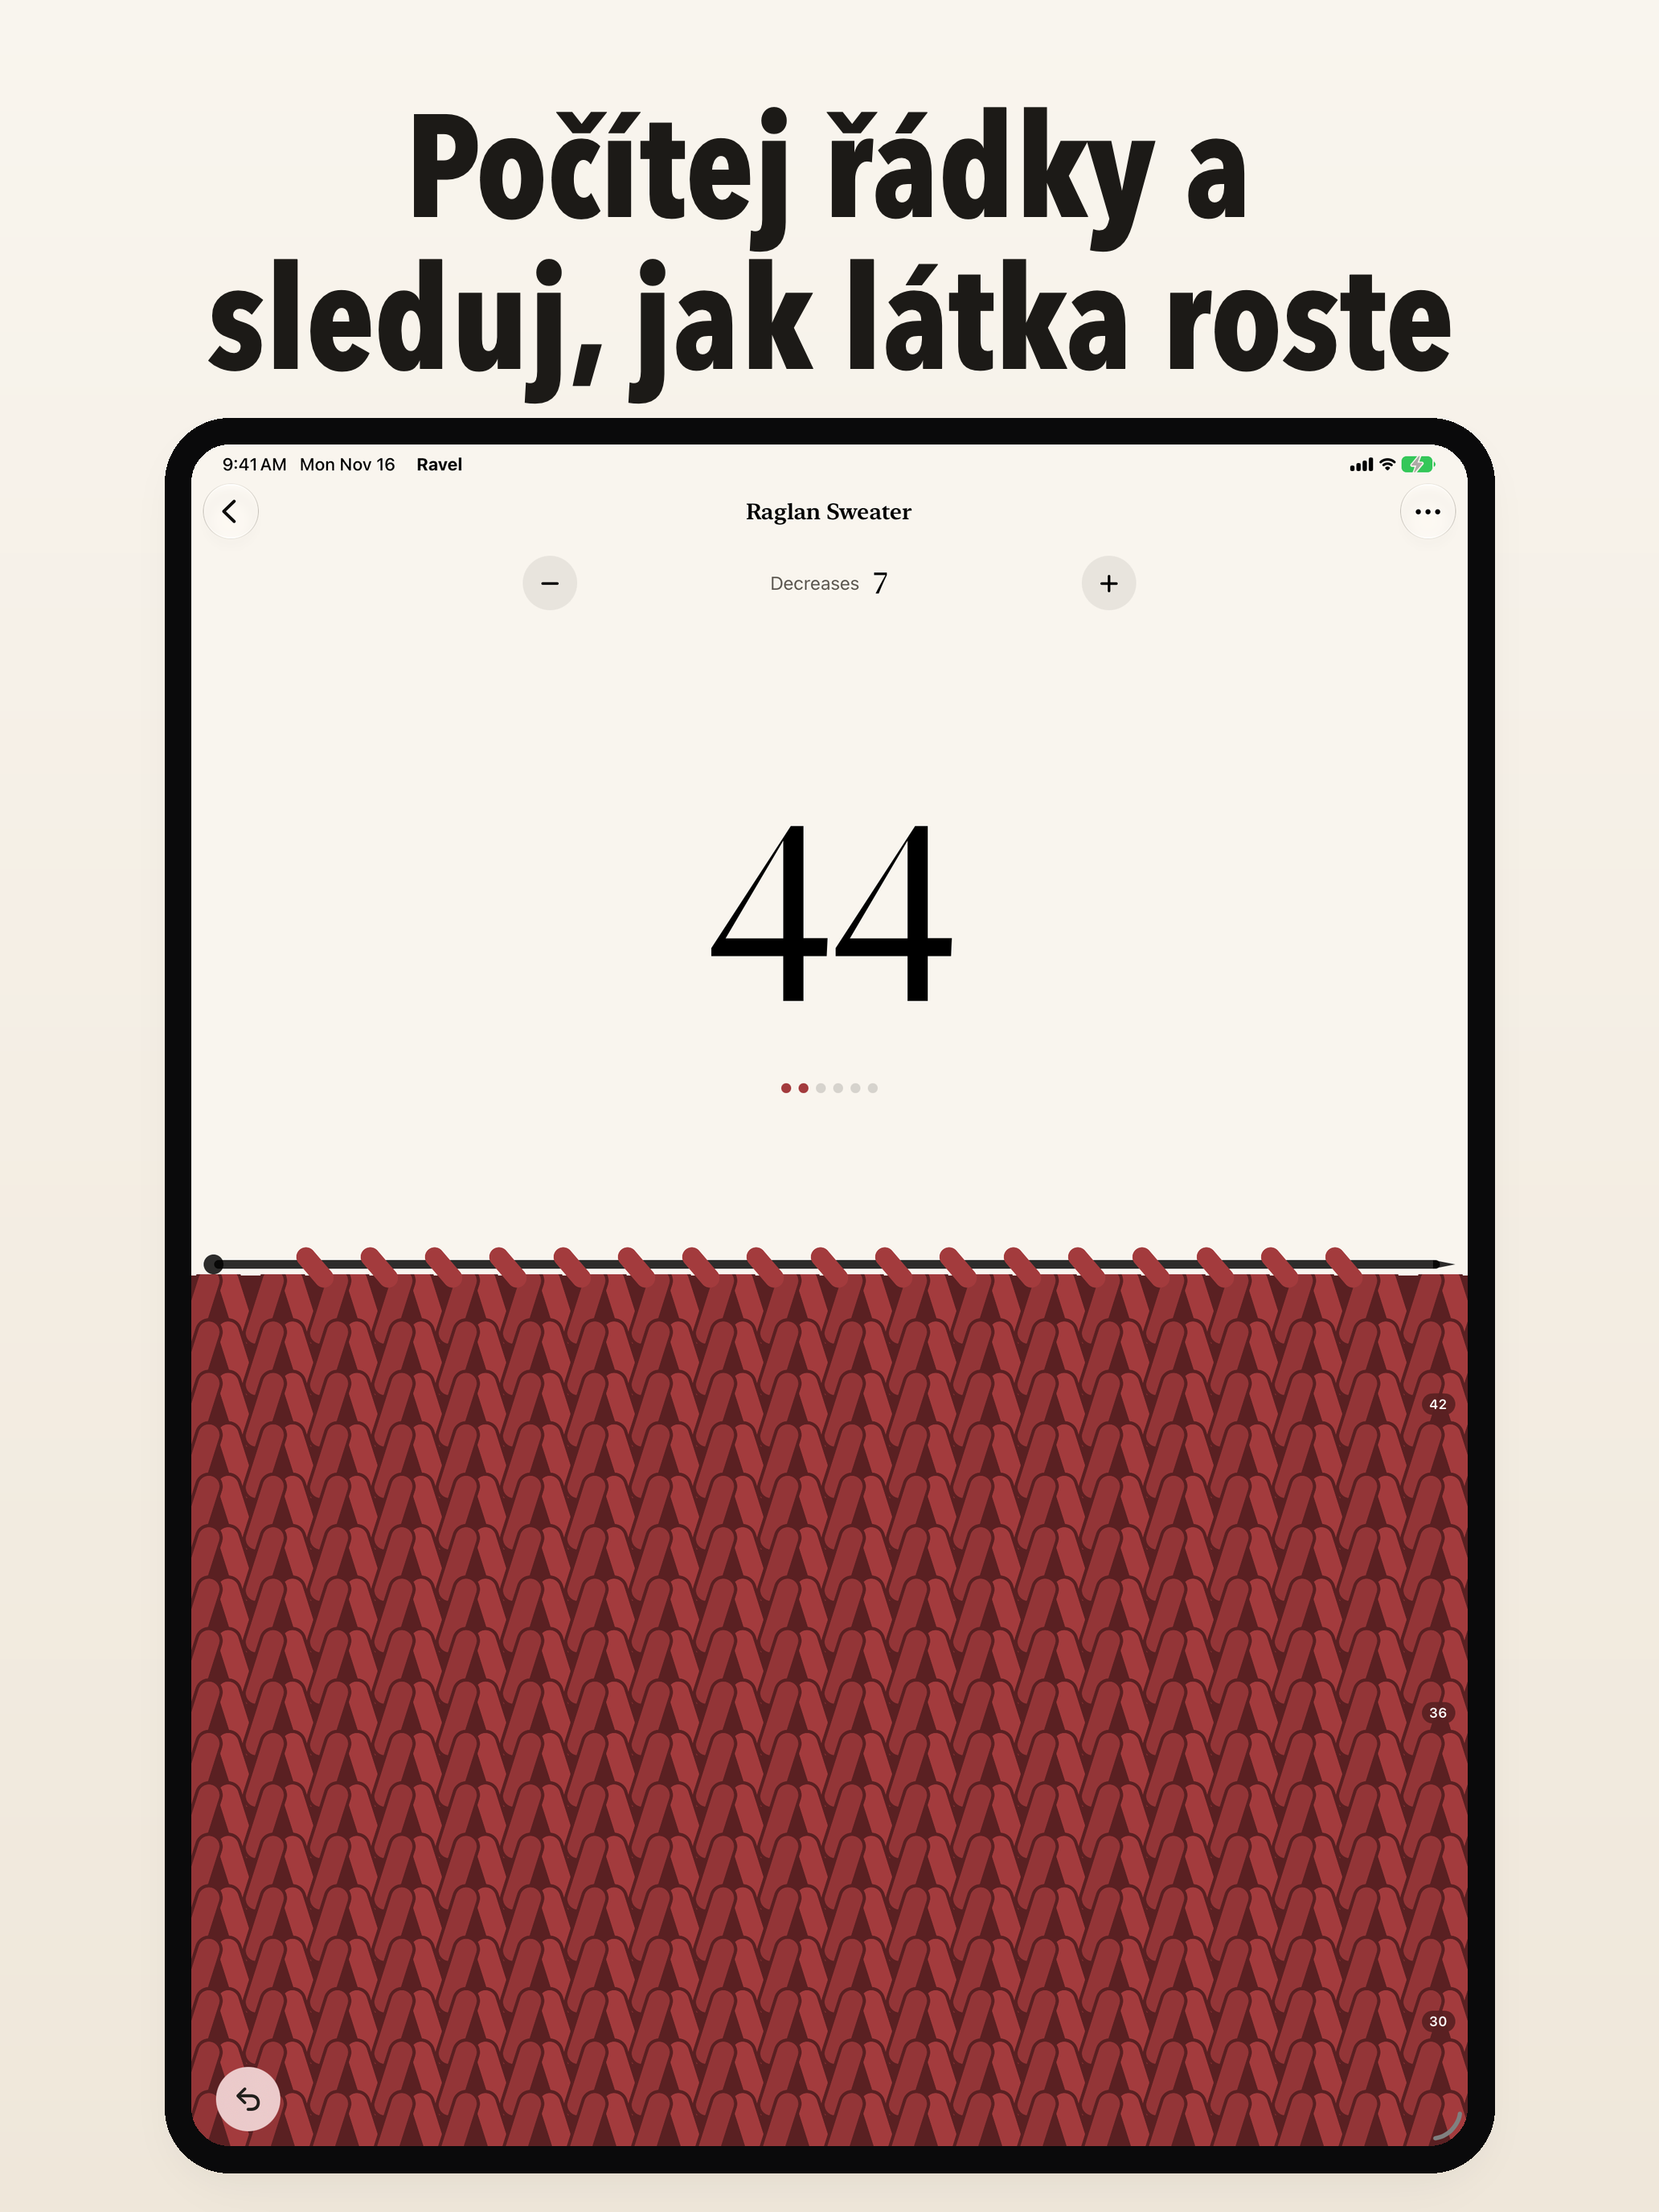 Počítej řádky a
sleduj, jak látka roste
9:41 AM Mon Nov 16 Ravel
Raglan Sweater
Decreases 7
44
42
36
30